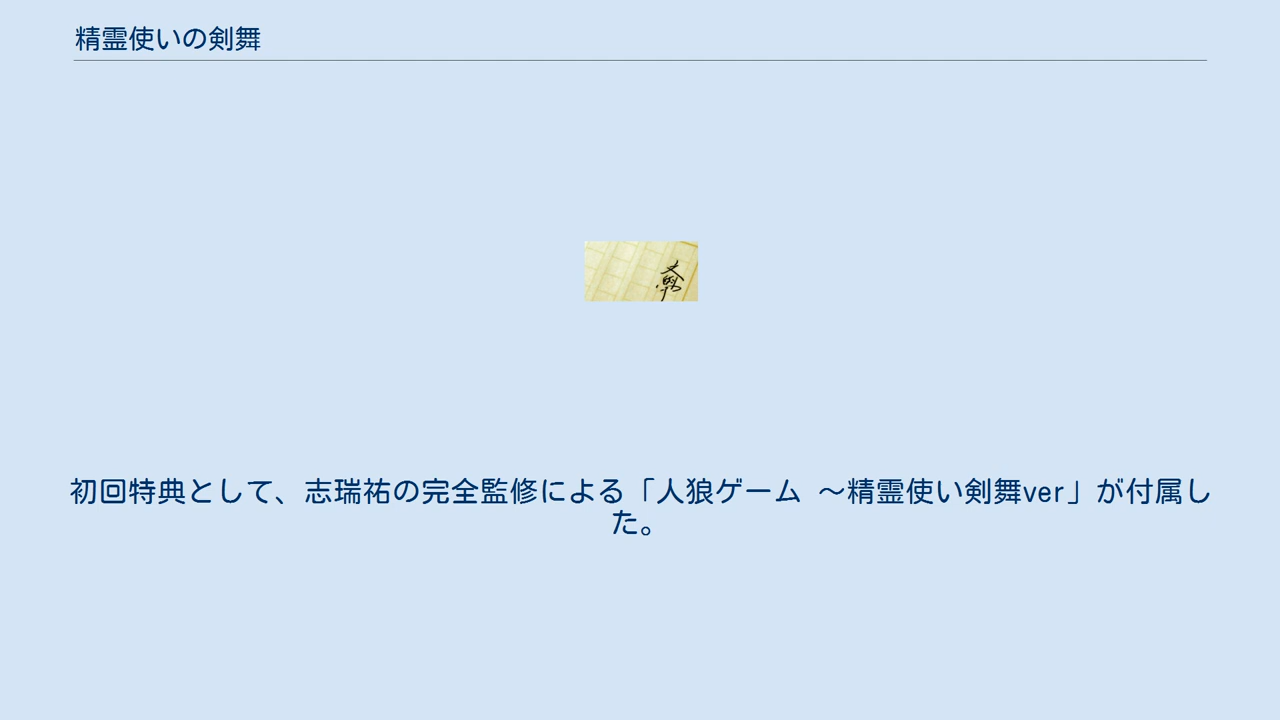 精霊使いの剣舞
初回特典として、志瑞祐の完全監修による「人狼ゲーム ～精霊使い剣舞ver」が付属し
た。